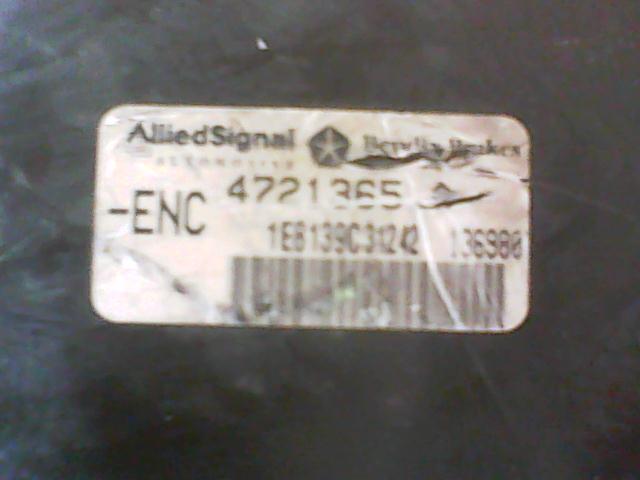 AlliedSignal Bendix Brakes
AUTOMOTIVE
4721365
-ENC
1E6139C31242 136980